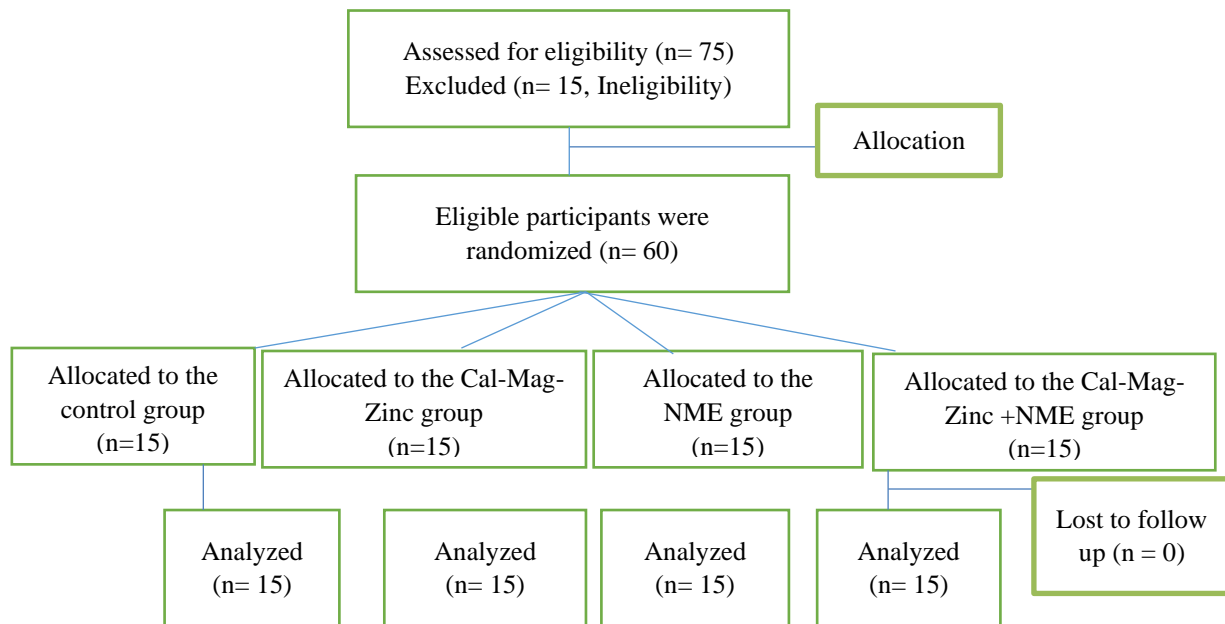 Assessed for eligibility (n= 75)
Excluded (n= 15, Ineligibility)
Allocation
Eligible participants were
randomized (n= 60)
Allocated to the
control group
(n=15)
Allocated to the Cal-Mag-
Zinc group
(n=15)
Allocated to the
NME group
(n=15)
Allocated to the Cal-Mag-
Zinc +NME group
(n=15)
Lost to follow
up (n = 0)
Analyzed
(n= 15)
Analyzed
(n= 15)
Analyzed
(n= 15)
Analyzed
(n= 15)